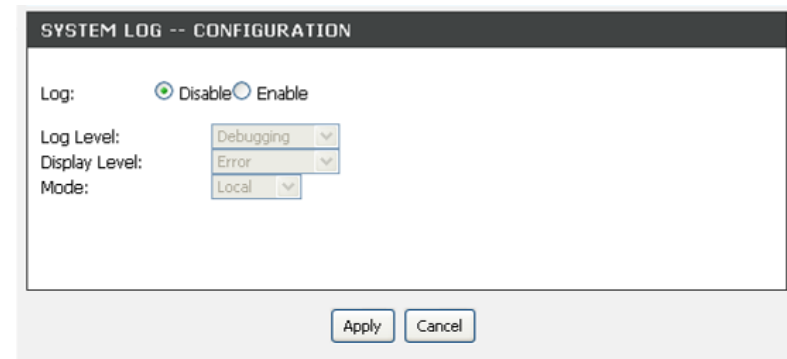 SYSTEM LOG -- CONFIGURATION
Log: Disable Enable
Log Level: Debugging
Display Level: Error
Mode: Local
Apply Cancel